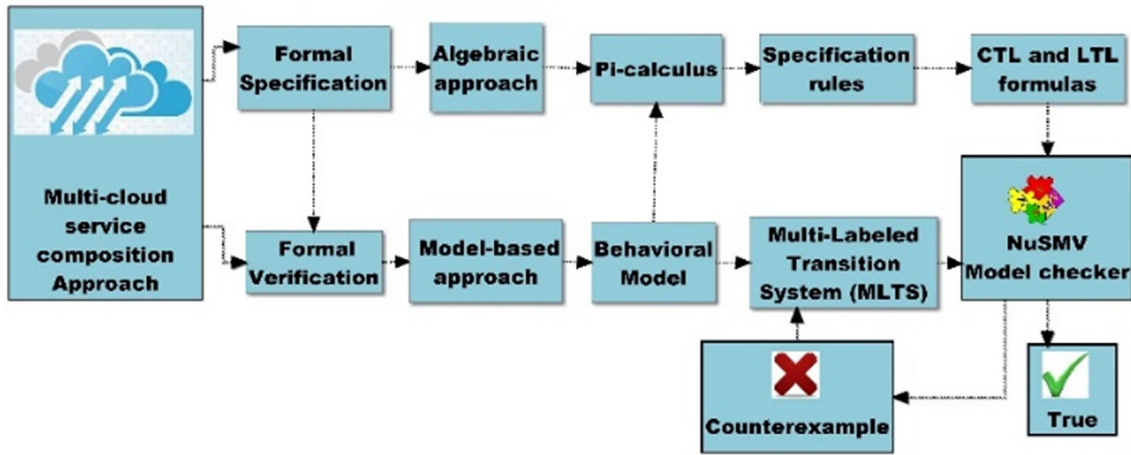 Multi-cloud
service
composition
Approach
Formal
Specification
Algebraic
approach
Pi-calculus
Specification
rules
CTL and LTL
formulas
Formal
Verification
Model-based
approach
Behavioral
Model
Multi-Labeled
Transition
System (MLTS)
NuSMV
Model checker
Counterexample
True